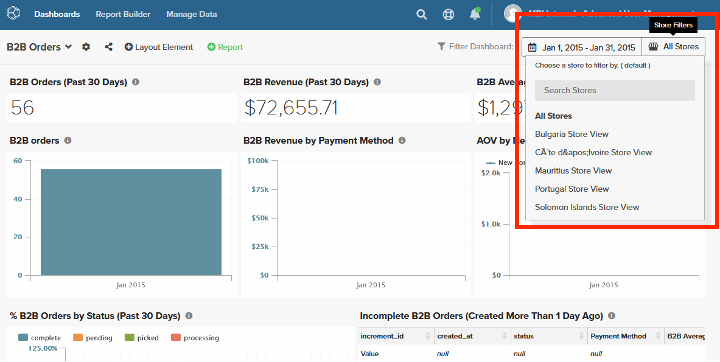 Dashboards Report Builder Manage Data
Store Filters
B2B Orders Layout Element Report Filter Dashboard: Jan 1, 2015 - Jan 31, 2015 All Stores
Choose a store to filter by. ( default )
Search Stores
All Stores
Bulgaria Store View
CÃ´te d&apos;Ivoire Store View
Mauritius Store View
Portugal Store View
Solomon Islands Store View
B2B Orders (Past 30 Days)
56
B2B Revenue (Past 30 Days)
$72,655.71
B2B Averag
$1,297
B2B orders
60
40
20
0
Jan 2015
B2B Revenue by Payment Method
$100k
$75k
$50k
$25k
$0
Jan 2015
AOV by Ne
New
$2.0k
$1.0k
$0
Jan 2015
% B2B Orders by Status (Past 30 Days)
complete pending picked processing
125.00%
Incomplete B2B Orders (Created More Than 1 Day Ago)
increment_id created_at status Payment Method B2B Averag
Value null null null null